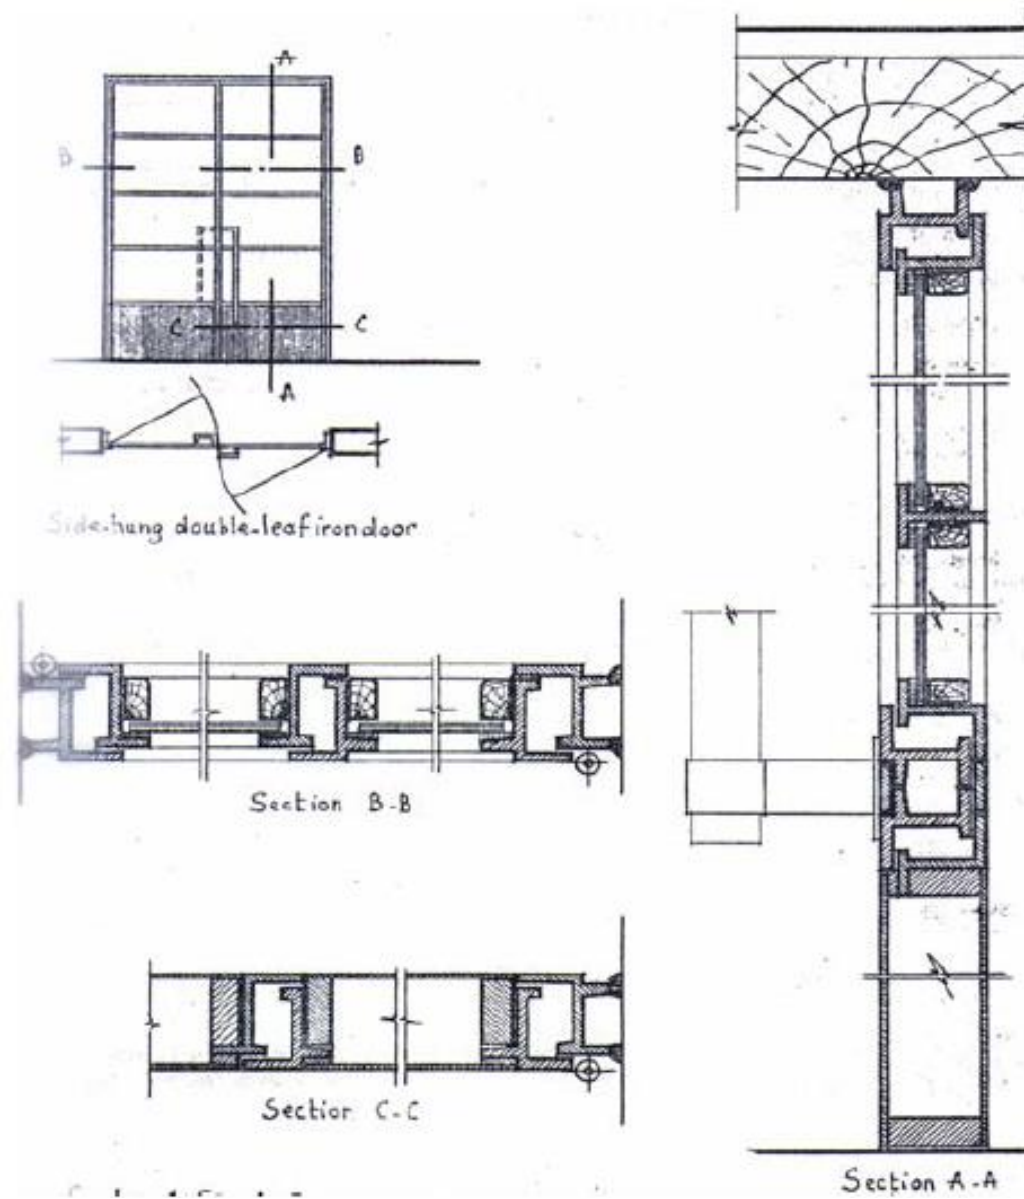 A
B B
C C
A
Side-hung double-leaf iron door
Section B-B
Section C-C
Section A-A